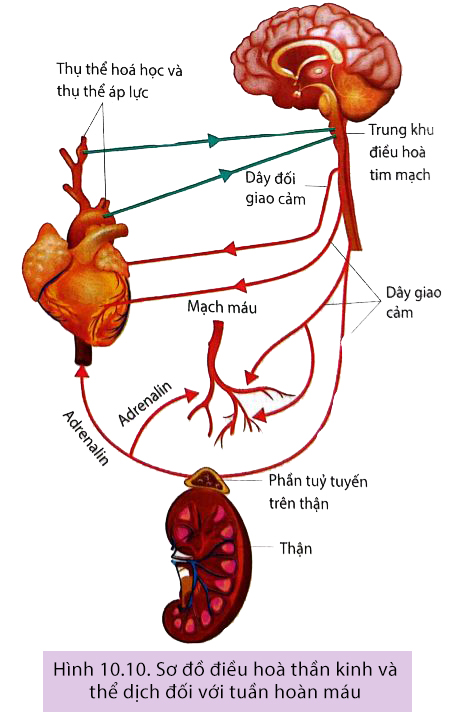 Thụ thể hoá học và
thụ thể áp lực
Trung khu
điều hoà
tim mạch
Dây đối
giao cảm
Dây giao
cảm
Mạch máu
Adrenalin
Adrenalin
Phần tuỷ tuyến
trên thận
Thận
Hình 10.10. Sơ đồ điều hoà thần kinh và
thể dịch đối với tuần hoàn máu